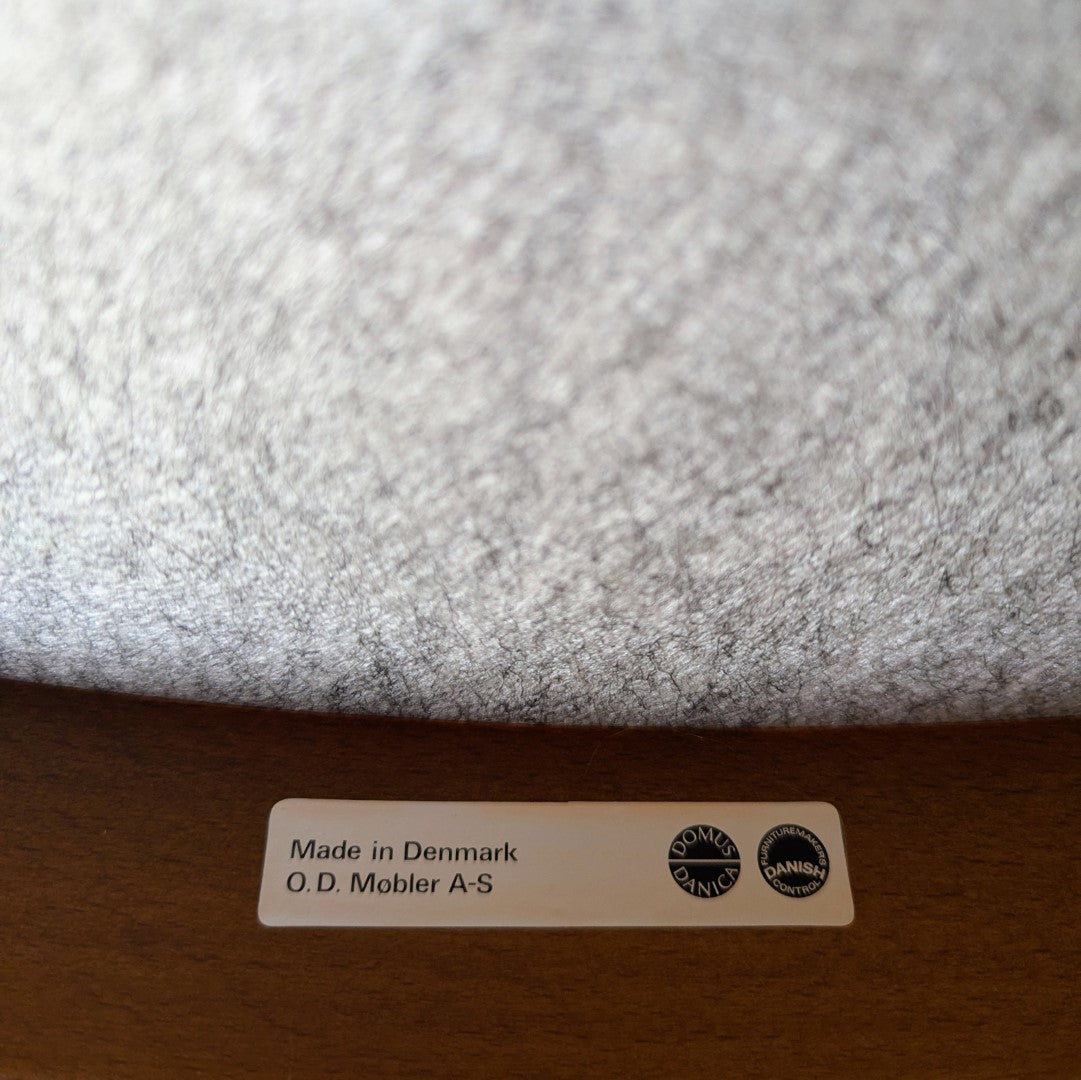 Made in Denmark
O.D. Møbler A-S
DOMUS
DANICA
FURNITUREMAKERS
DANISH
CONTROL